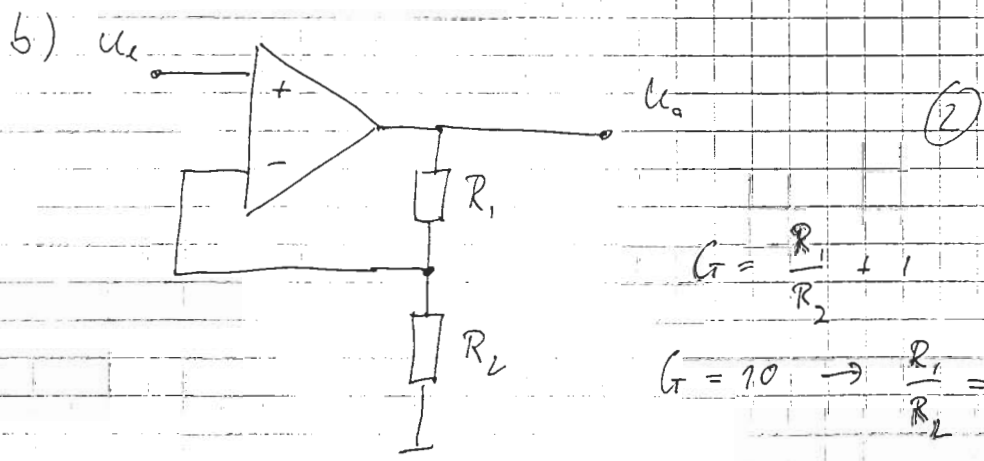 b) Ue
+
Ua
②
-
R₁
G = R₁/R₂ + 1
R₂
G = 10 → R₁/R₂ =